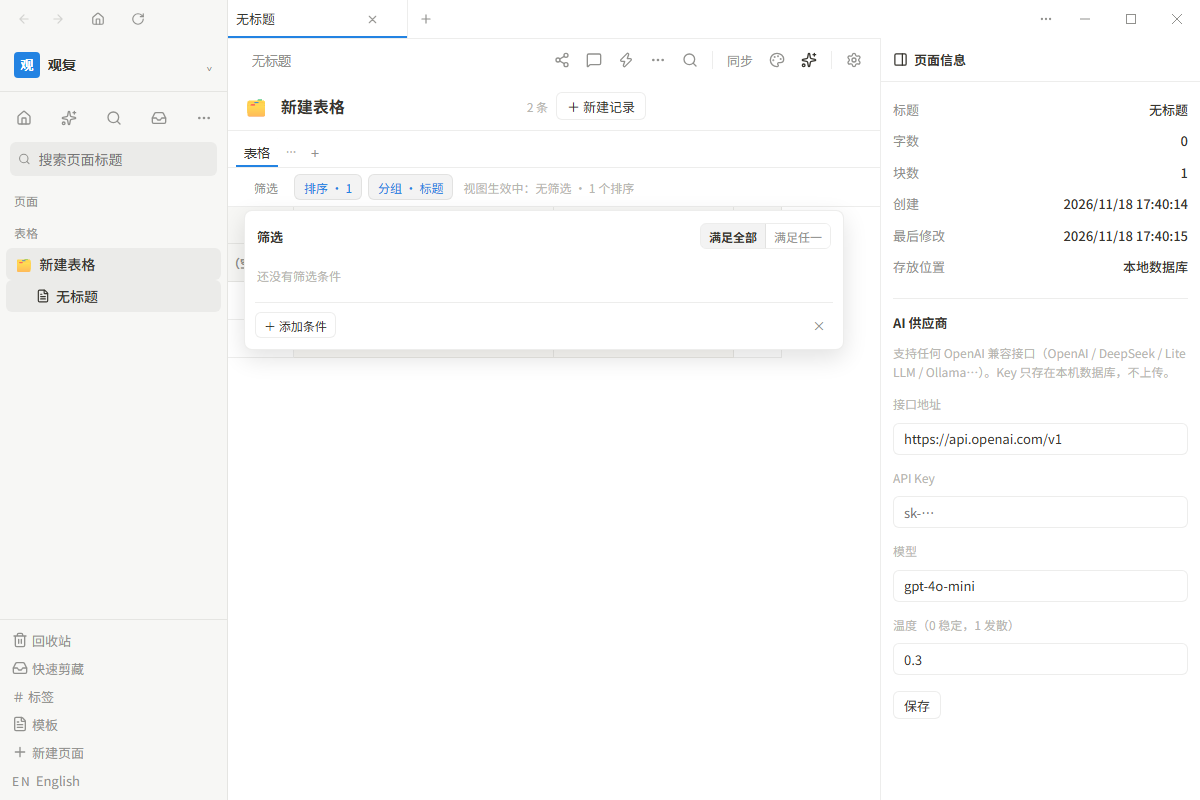 无标题
观 观复
搜索页面标题
页面
表格
新建表格
无标题
回收站
快速剪藏
# 标签
模板
新建页面
EN English
无标题
同步
新建表格
2 条
新建记录
表格
筛选
排序 · 1
分组 · 标题
视图生效中：无筛选 · 1 个排序
筛选
满足全部
满足任一
还没有筛选条件
添加条件
页面信息
标题 无标题
字数 0
块数 1
创建 2026/11/18 17:40:14
最后修改 2026/11/18 17:40:15
存放位置 本地数据库
AI 供应商
支持任何 OpenAI 兼容接口（OpenAI / DeepSeek / Lite
LLM / Ollama…）。Key 只存在本机数据库，不上传。
接口地址
https://api.openai.com/v1
API Key
sk-…
模型
gpt-4o-mini
温度（0 稳定，1 发散）
0.3
保存